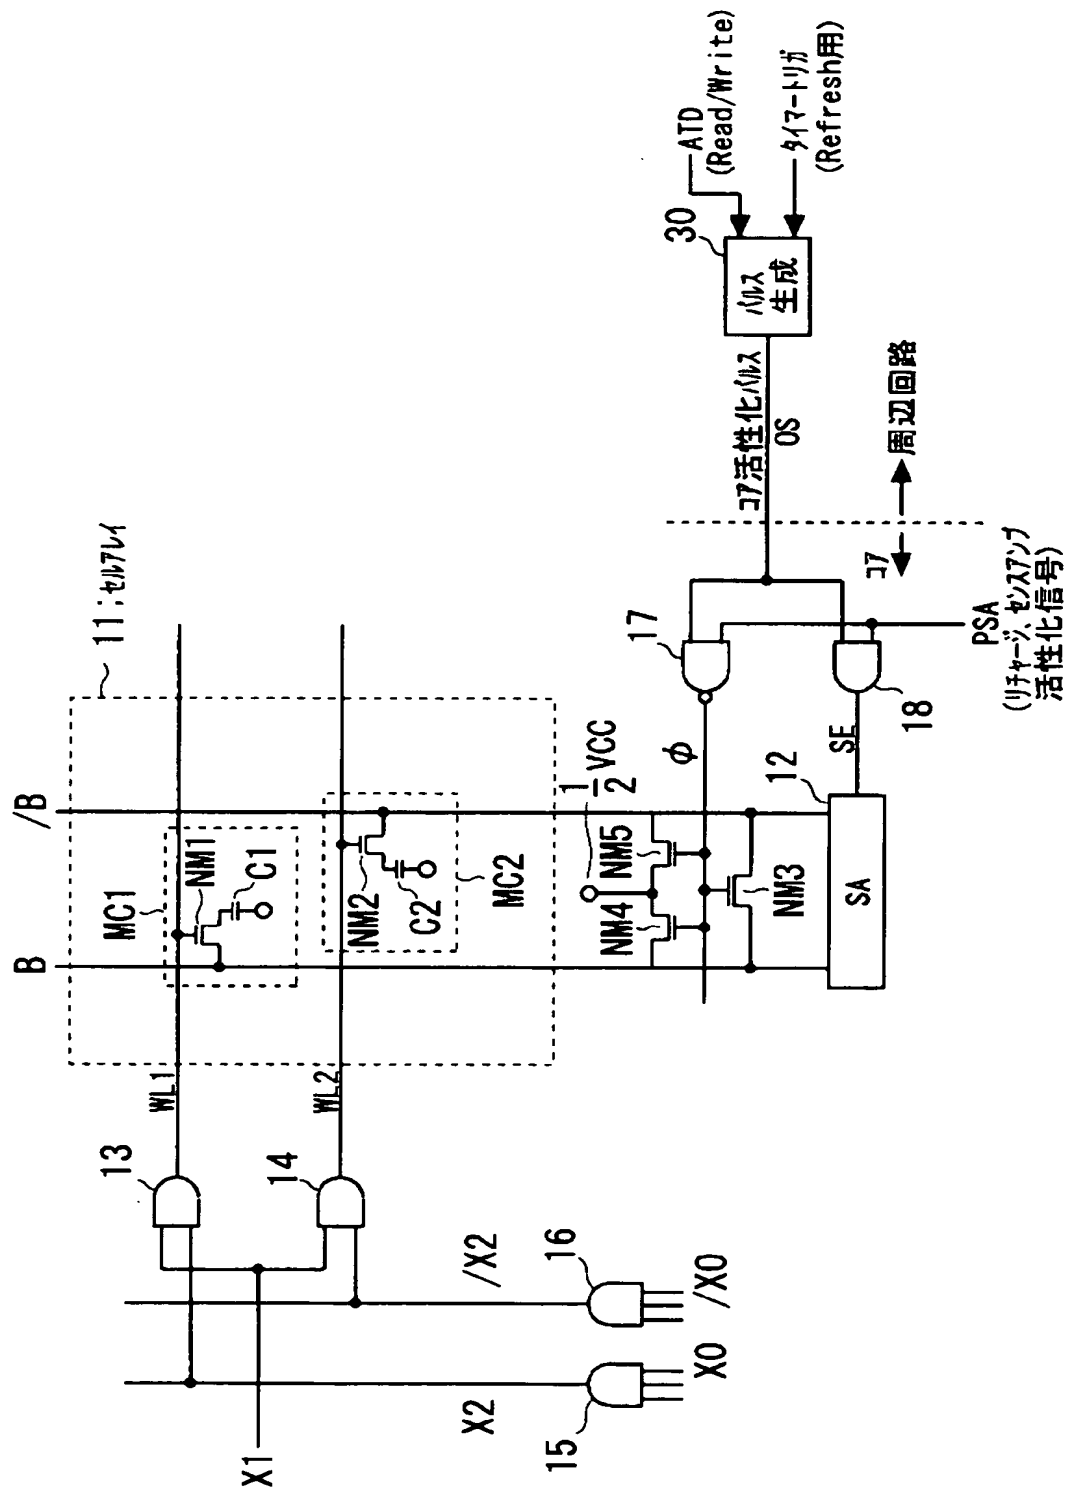 11;セルアレイ
ATD
(Read/Write)
タイマートリガ
(Refresh用)
30
パルス
生成
コア活性化パルス
OS
コア
周辺回路
PSA
(リチャージ、センスアンプ
活性化信号)
17
18
φ
SE
1
2
VCC
/B
B
MC1
NM1
C1
NM2
C2
MC2
NM5
NM4
NM3
12
SA
WL1
WL2
13
14
/X2
16
/X0
X2
15
X0
X1